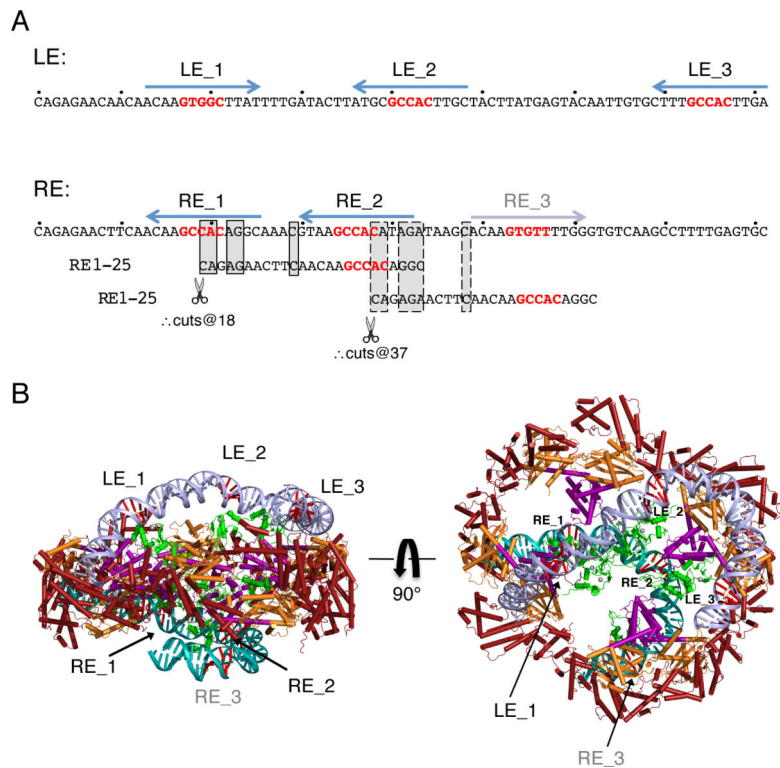 A
LE:
LE_1 LE_2 LE_3
CAGAGAACAACAACAAGTGGCTTATTTTGATACTTATGCGCCACTTGCTACTTATGAGTACAATTGTGCTTTGCCACTTGA
RE:
RE_1 RE_2 RE_3
CAGAGAACTTCAACAAGCCACAGGCAAACGTAAGCCACATAGATAAGCACAAGTGTTTTGGGTGTCAAGCCTTTTGAGTGC
RE1-25 CAGAGAACTTCAACAAGCCACAGGC
RE1-25 CAGAGAACTTCAACAAGCCACAGGC
∴cuts@18
∴cuts@37
B
LE_1 LE_2 LE_3
RE_1 RE_2
RE_3
90°
RE_1 LE_2
RE_2
LE_3
LE_1
RE_3